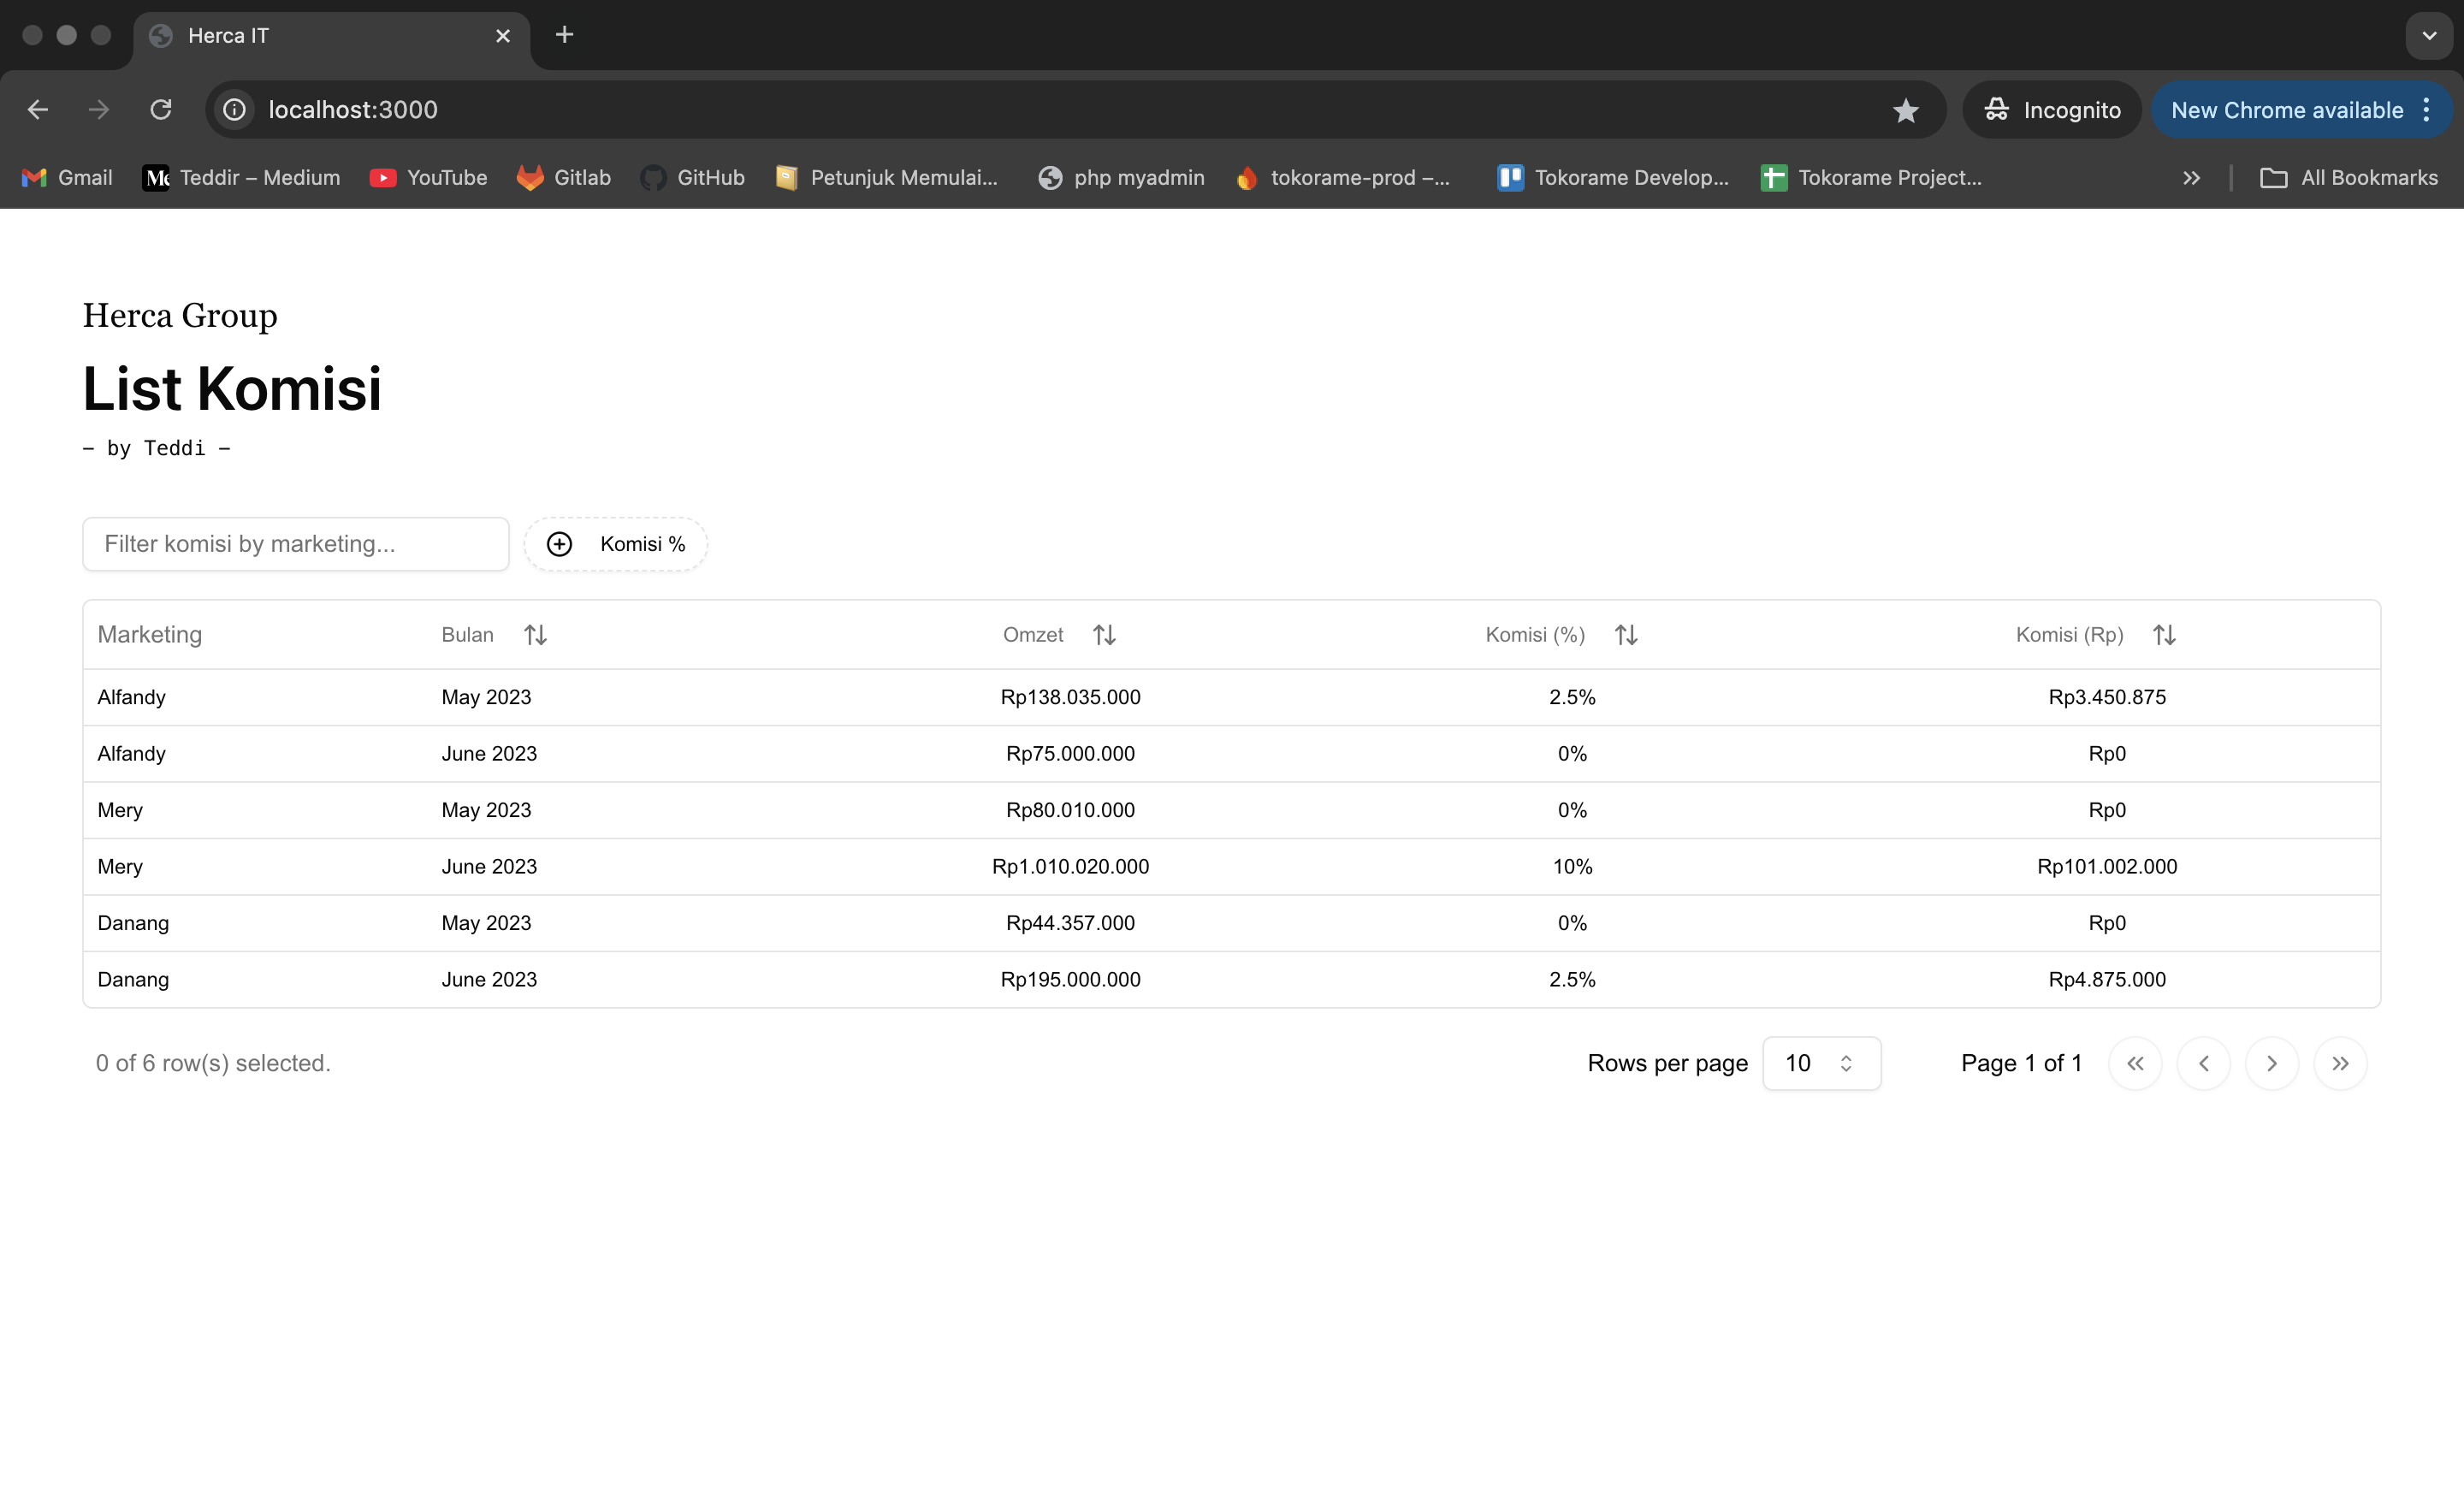 Herca IT
localhost:3000
Incognito
New Chrome available
Gmail
Teddir – Medium
YouTube
Gitlab
GitHub
Petunjuk Memulai...
php myadmin
tokorame-prod –...
Tokorame Develop...
Tokorame Project...
All Bookmarks
Herca Group
List Komisi
– by Teddi –
Filter komisi by marketing...
Komisi %
Marketing Bulan Omzet Komisi (%) Komisi (Rp)
Alfandy May 2023 Rp138.035.000 2.5% Rp3.450.875
Alfandy June 2023 Rp75.000.000 0% Rp0
Mery May 2023 Rp80.010.000 0% Rp0
Mery June 2023 Rp1.010.020.000 10% Rp101.002.000
Danang May 2023 Rp44.357.000 0% Rp0
Danang June 2023 Rp195.000.000 2.5% Rp4.875.000
0 of 6 row(s) selected.
Rows per page 10
Page 1 of 1